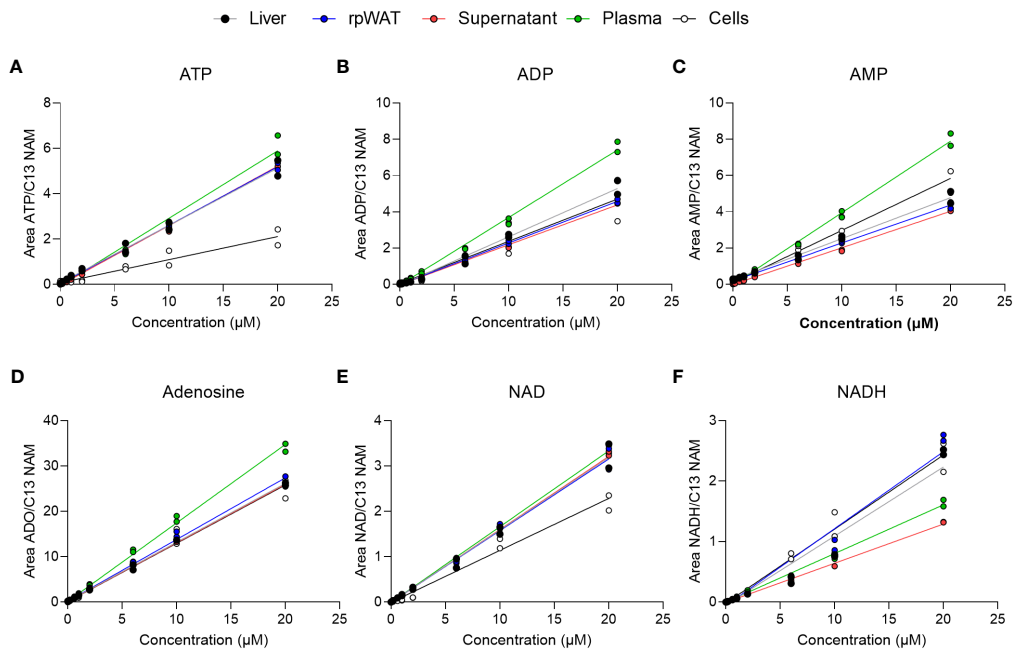 Liver rpWAT Supernatant Plasma Cells
A ATP
Area ATP/C13 NAM
8
6
4
2
0
0 5 10 15 20 25
Concentration (µM)
B ADP
Area ADP/C13 NAM
10
8
6
4
2
0
0 5 10 15 20 25
Concentration (µM)
C AMP
Area AMP/C13 NAM
10
8
6
4
2
0
0 5 10 15 20 25
Concentration (µM)
D Adenosine
Area ADO/C13 NAM
40
30
20
10
0
0 5 10 15 20 25
Concentration (µM)
E NAD
Area NAD/C13 NAM
4
3
2
1
0
0 5 10 15 20 25
Concentration (µM)
F NADH
Area NADH/C13 NAM
3
2
1
0
0 5 10 15 20 25
Concentration (µM)